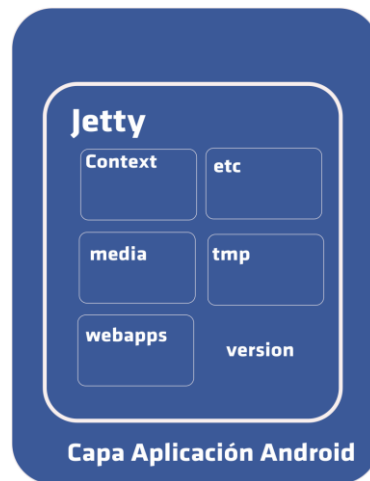 Jetty
Context
etc
media
tmp
webapps
version
Capa Aplicación Android